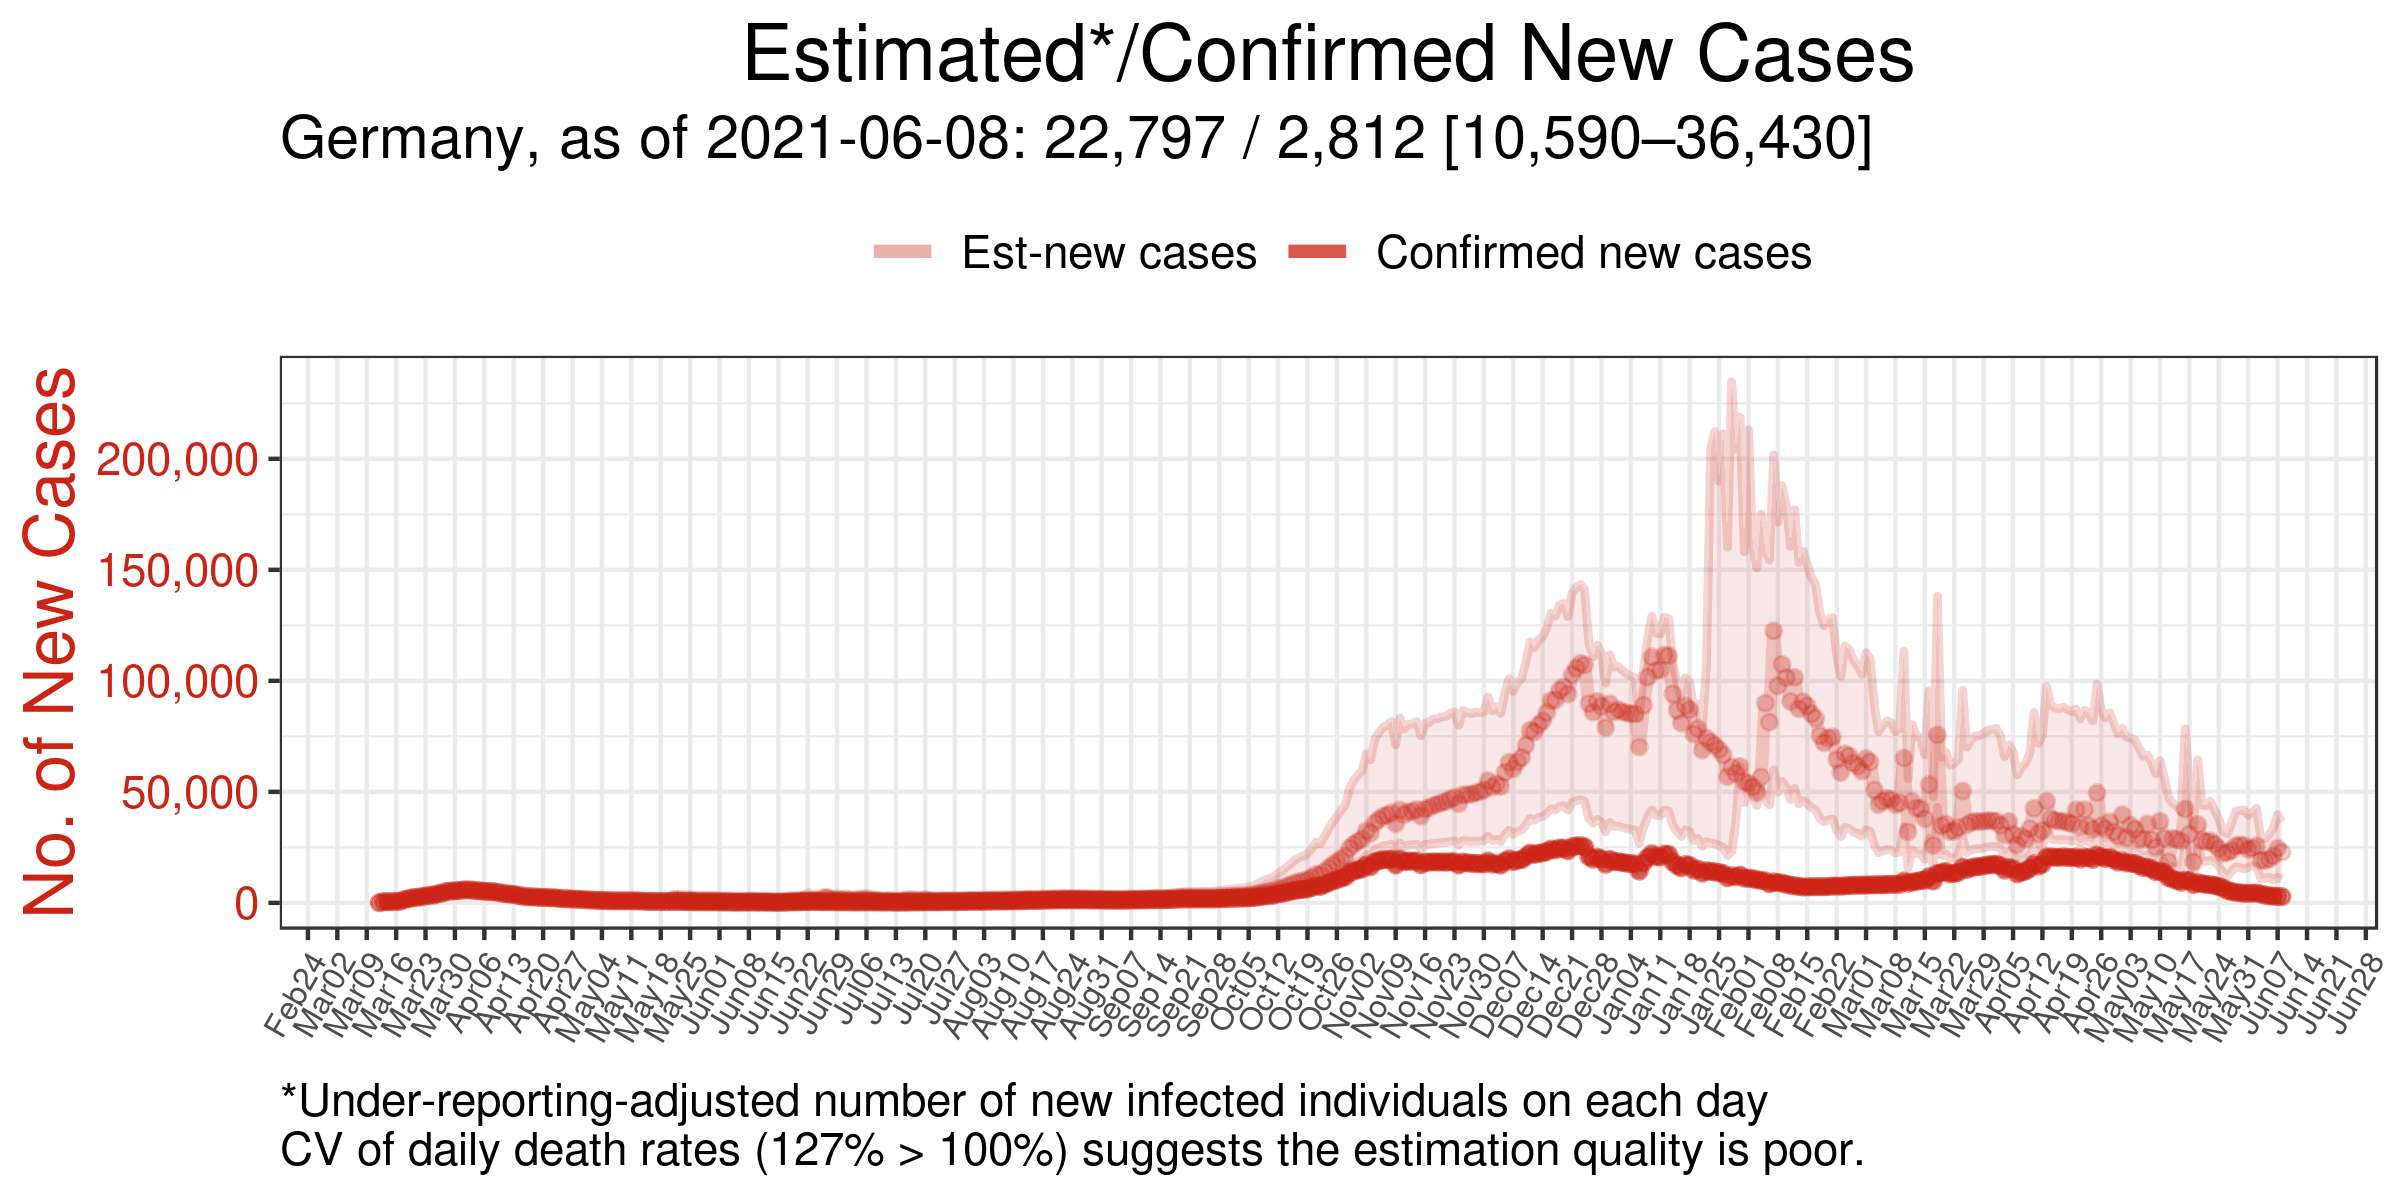 Estimated*/Confirmed New Cases
Germany, as of 2021-06-08: 22,797 / 2,812 [10,590–36,430]
Est-new cases
Confirmed new cases
No. of New Cases
200,000
150,000
100,000
50,000
0
Feb24
Mar02
Mar09
Mar16
Mar23
Mar30
Apr06
Apr13
Apr20
Apr27
May04
May11
May18
May25
Jun01
Jun08
Jun15
Jun22
Jun29
Jul06
Jul13
Jul20
Jul27
Aug03
Aug10
Aug17
Aug24
Aug31
Sep07
Sep14
Sep21
Sep28
Oct05
Oct12
Oct19
Oct26
Nov02
Nov09
Nov16
Nov23
Nov30
Dec07
Dec14
Dec21
Dec28
Jan04
Jan11
Jan18
Jan25
Feb01
Feb08
Feb15
Feb22
Mar01
Mar08
Mar15
Mar22
Mar29
Apr05
Apr12
Apr19
Apr26
May03
May10
May17
May24
May31
Jun07
Jun14
Jun21
Jun28
*Under-reporting-adjusted number of new infected individuals on each day
CV of daily death rates (127% > 100%) suggests the estimation quality is poor.